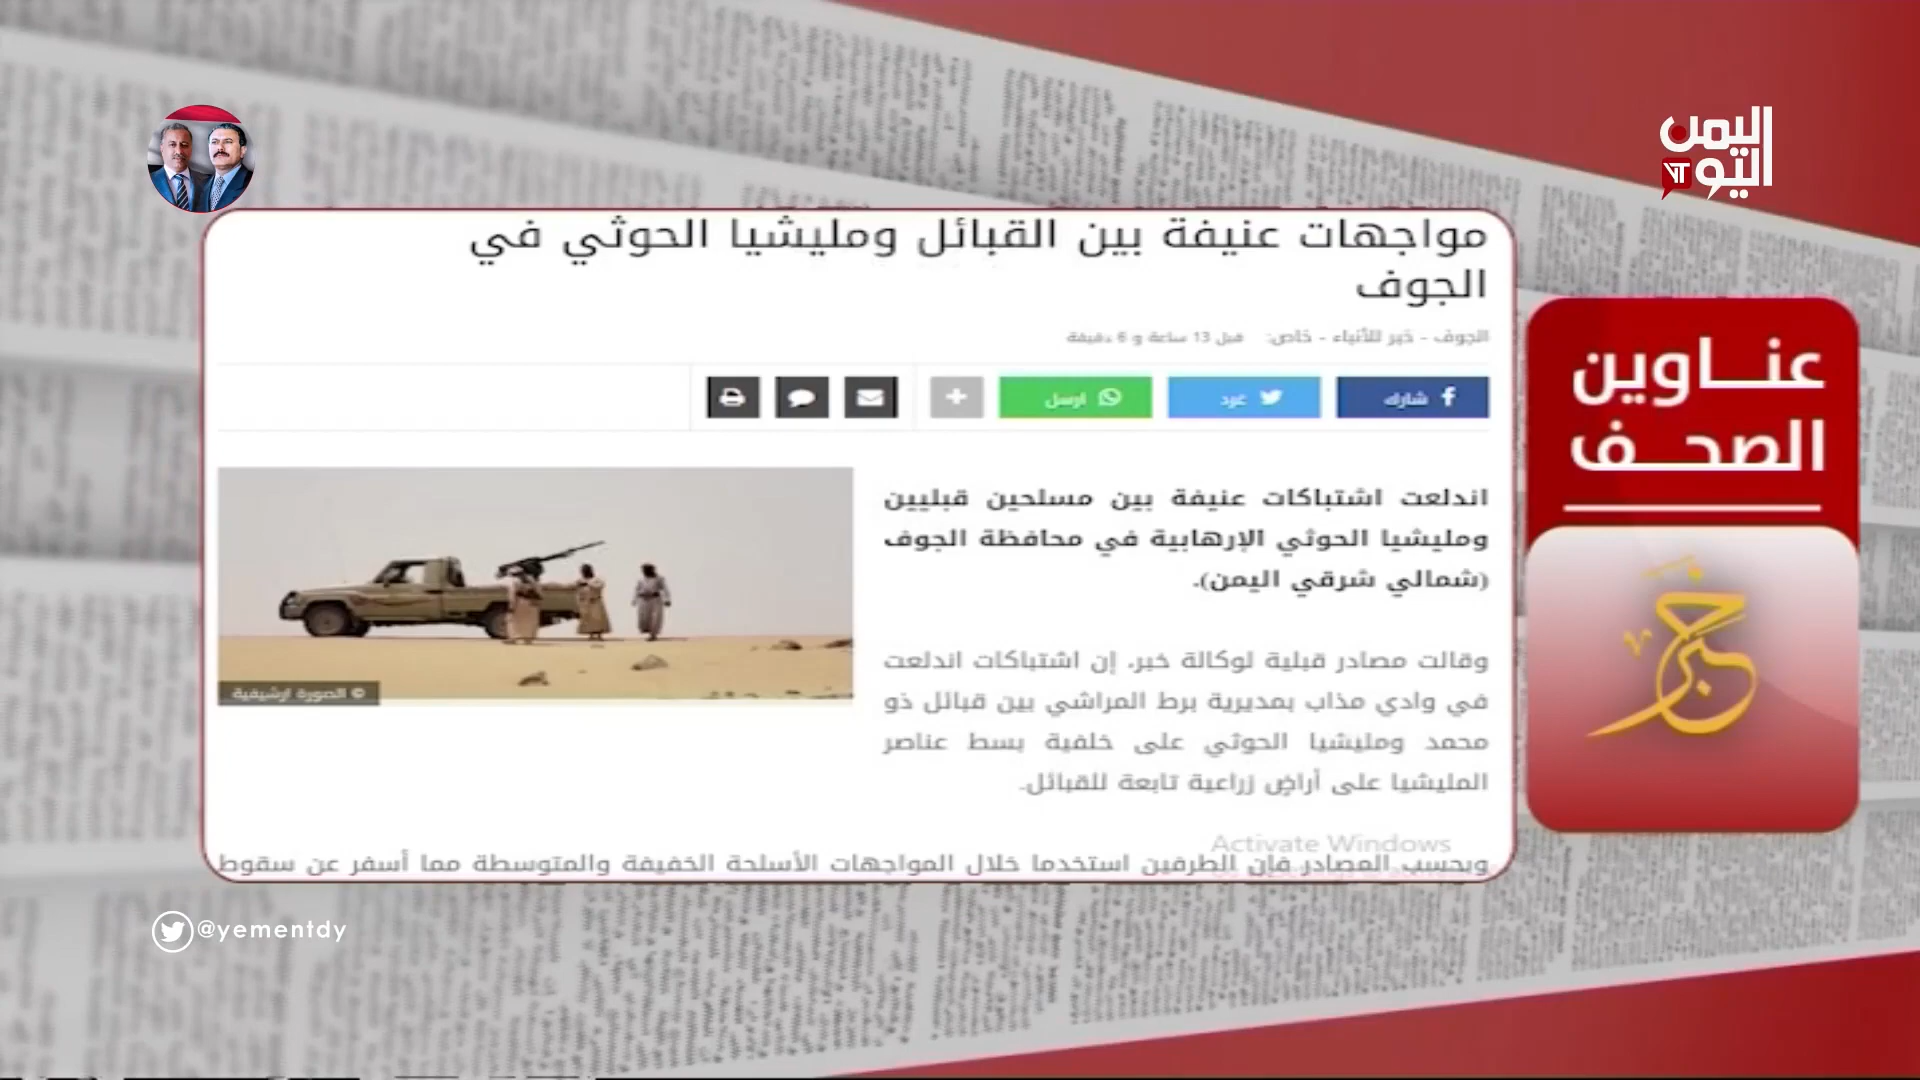 اليمن
اليوم
YT
مواجهات عنيفة بين القبائل ومليشيا الحوثي في
الجوف
الجوف - خبر للأنباء - خاص: قبل 13 ساعة و 6 دقيقة
شارك
غرد
ارسل
اندلعت اشتباكات عنيفة بين مسلحين قبليين
ومليشيا الحوثي الإرهابية في محافظة الجوف
(شمالي شرقي اليمن).
© الصورة ارشيفية
وقالت مصادر قبلية لوكالة خبر، إن اشتباكات اندلعت
في وادي مذاب بمديرية برط المراشي بين قبائل ذو
محمد ومليشيا الحوثي على خلفية بسط عناصر
المليشيا على أراضٍ زراعية تابعة للقبائل.
Activate Windows
وبحسب المصادر فإن الطرفين استخدما خلال المواجهات الأسلحة الخفيفة والمتوسطة مما أسفر عن سقوط
عناوين
الصحف
خبر
@yementdy